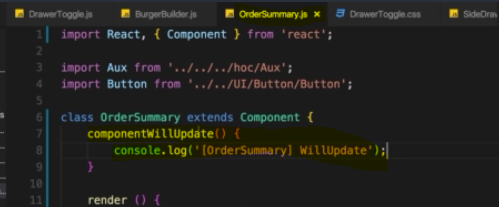 DrawerToggle.js BurgerBuilder.js OrderSummary.js × DrawerToggle.css SideDraw
1 import React, { Component } from 'react';
2
3 import Aux from '../../../hoc/Aux';
4 import Button from '../../UI/Button/Button';
5
6 class OrderSummary extends Component {
7 componentWillUpdate() {
8 console.log('[OrderSummary] WillUpdate');
9 }
10
11 render () {